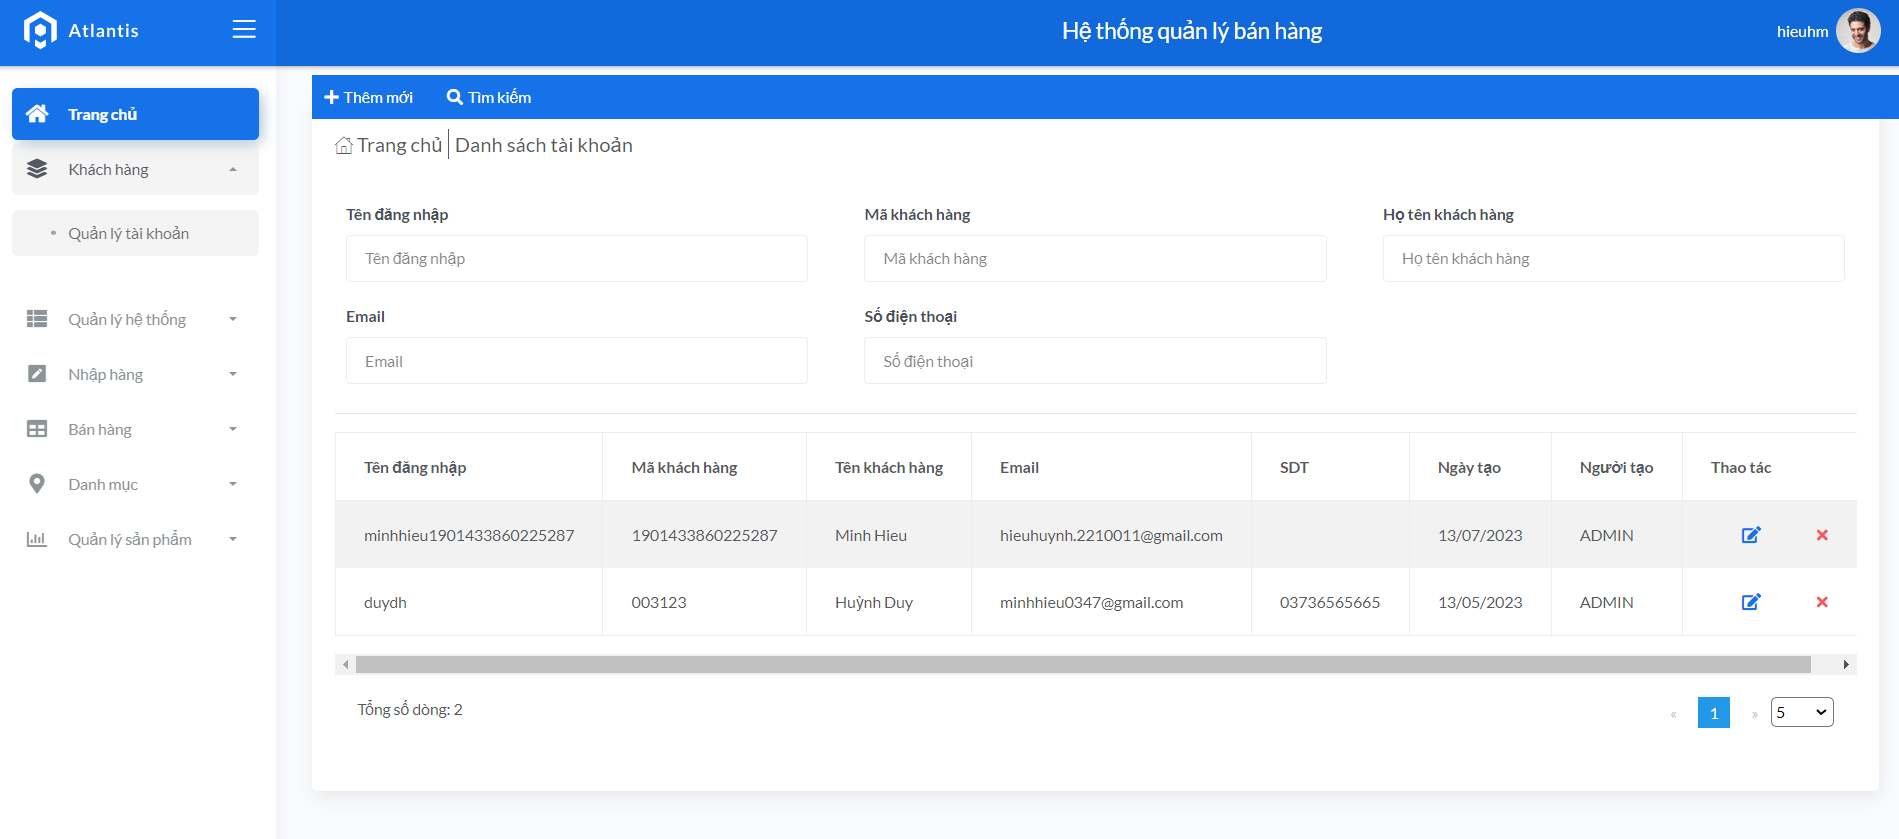 Atlantis
Hệ thống quản lý bán hàng
hieuhm
Trang chủ
Khách hàng
Quản lý tài khoản
Quản lý hệ thống
Nhập hàng
Bán hàng
Danh mục
Quản lý sản phẩm
Thêm mới Tìm kiếm
Trang chủ Danh sách tài khoản
Tên đăng nhập Mã khách hàng Họ tên khách hàng
Tên đăng nhập Mã khách hàng Họ tên khách hàng
Email Số điện thoại
Email Số điện thoại
Tên đăng nhập Mã khách hàng Tên khách hàng Email SDT Ngày tạo Người tạo Thao tác
minhhieu1901433860225287 1901433860225287 Minh Hieu hieuhuynh.2210011@gmail.com 13/07/2023 ADMIN
duydh 003123 Huỳnh Duy minhhieu0347@gmail.com 03736565665 13/05/2023 ADMIN
Tổng số dòng: 2
« 1 » 5